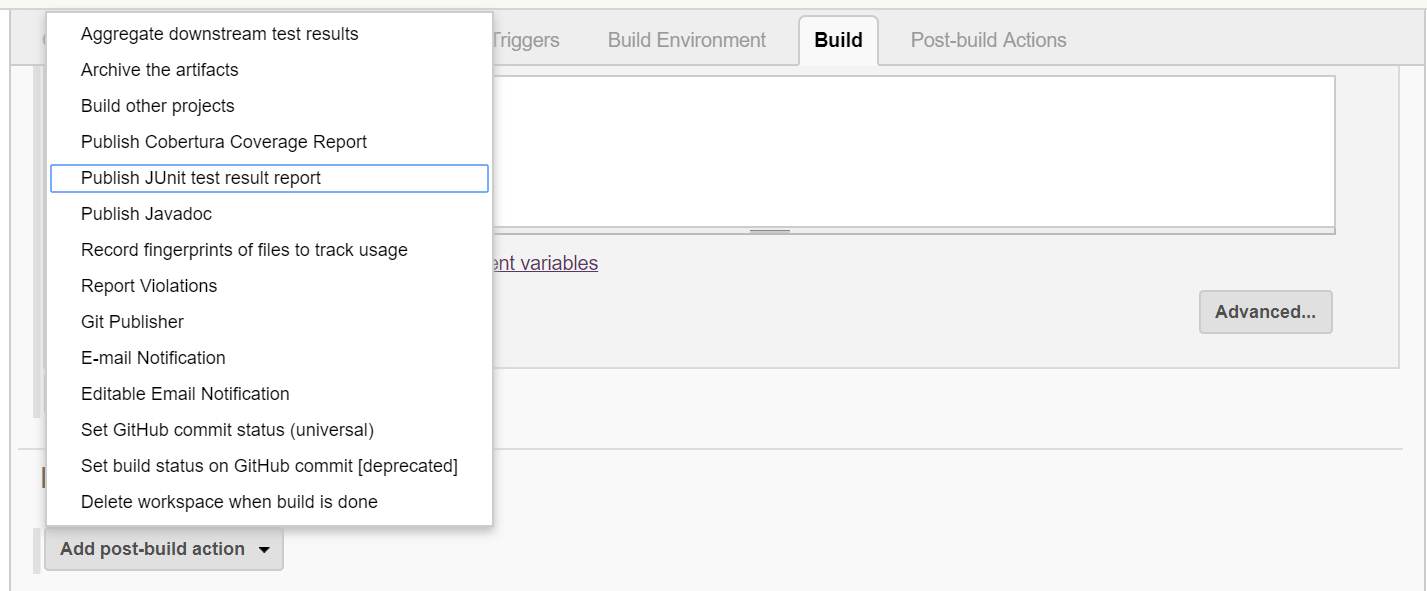 Aggregate downstream test results
Archive the artifacts
Build other projects
Publish Cobertura Coverage Report
Publish JUnit test result report
Publish Javadoc
Record fingerprints of files to track usage
Report Violations
Git Publisher
E-mail Notification
Editable Email Notification
Set GitHub commit status (universal)
Set build status on GitHub commit [deprecated]
Delete workspace when build is done
Triggers Build Environment Build Post-build Actions
variables
Advanced...
Add post-build action